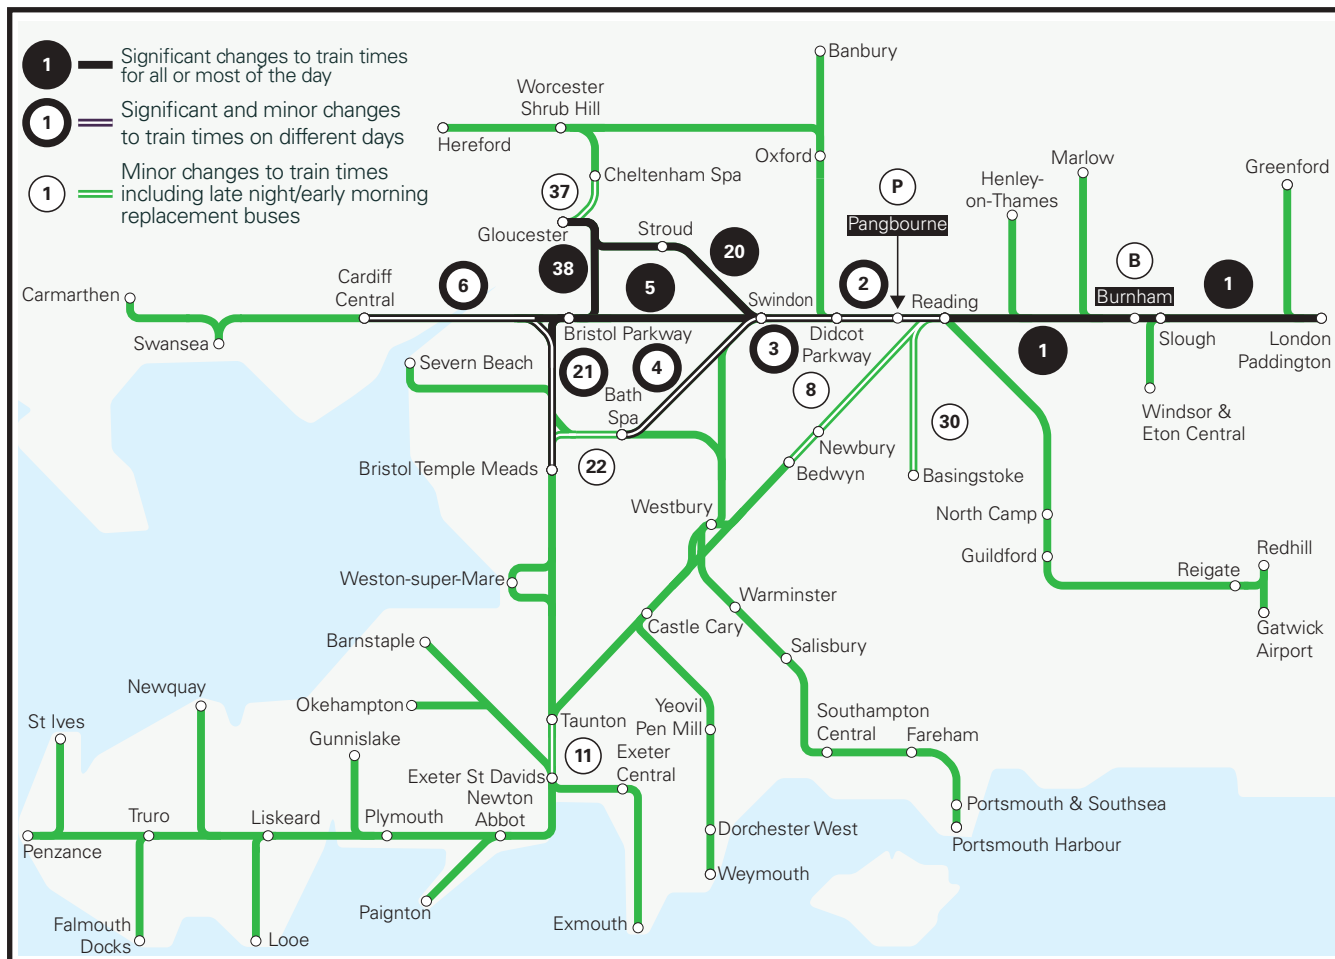 1
Significant changes to train times
for all or most of the day
1
Significant and minor changes
to train times on different days
1
Minor changes to train times
including late night/early morning
replacement buses
Banbury
Worcester
Shrub Hill
Hereford
Oxford
Marlow
Greenford
Henley-
on-Thames
Cheltenham Spa
37
P
Gloucester
Stroud
Pangbourne
20
38
5
6
2
B
1
Carmarthen
Cardiff
Central
Swindon
Reading
Burnham
Swansea
Bristol Parkway
Didcot
Parkway
Slough
London
Paddington
3
1
Severn Beach
21
4
8
Bath
Spa
Windsor &
Eton Central
30
Newbury
22
Bristol Temple Meads
Bedwyn
Basingstoke
Westbury
North Camp
Guildford
Redhill
Reigate
Weston-super-Mare
Warminster
Castle Cary
Gatwick
Airport
Barnstaple
Salisbury
Newquay
Okehampton
Yeovil
Pen Mill
St Ives
Taunton
Southampton
Central
Fareham
Gunnislake
11
Exeter
Central
Exeter St Davids
Newton
Abbot
Portsmouth & Southsea
Truro
Liskeard
Plymouth
Dorchester West
Penzance
Portsmouth Harbour
Weymouth
Paignton
Falmouth
Docks
Looe
Exmouth